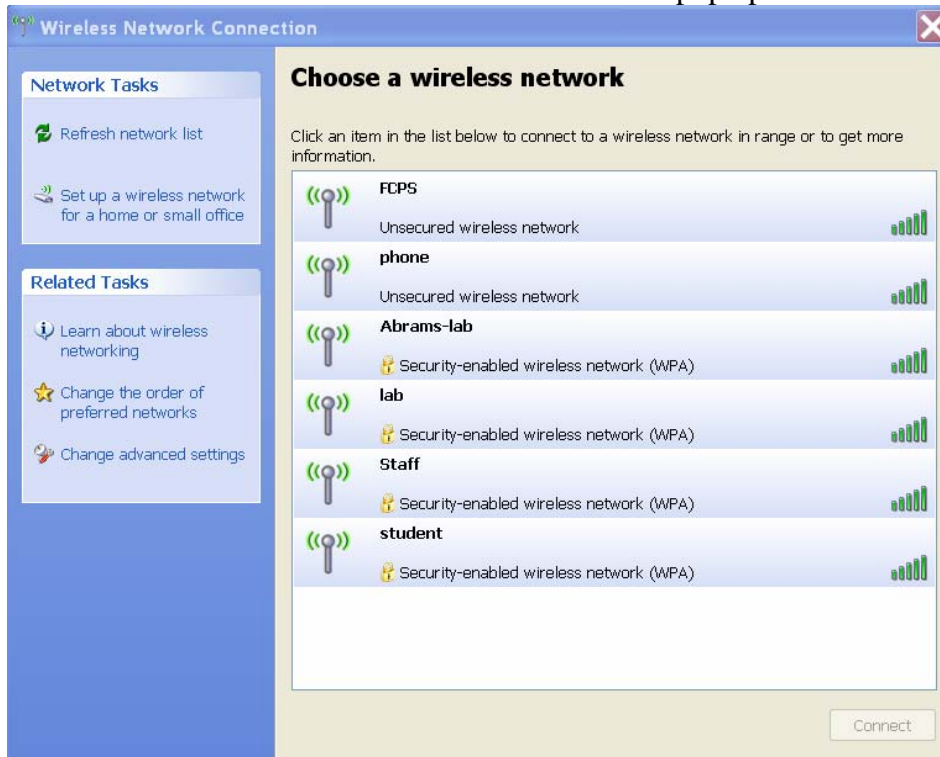 Wireless Network Connection
Network Tasks
Refresh network list
Set up a wireless network
for a home or small office
Related Tasks
Learn about wireless
networking
Change the order of
preferred networks
Change advanced settings
Choose a wireless network
Click an item in the list below to connect to a wireless network in range or to get more
information.
FCPS
Unsecured wireless network
phone
Unsecured wireless network
Abrams-lab
Security-enabled wireless network (WPA)
lab
Security-enabled wireless network (WPA)
Staff
Security-enabled wireless network (WPA)
student
Security-enabled wireless network (WPA)
Connect